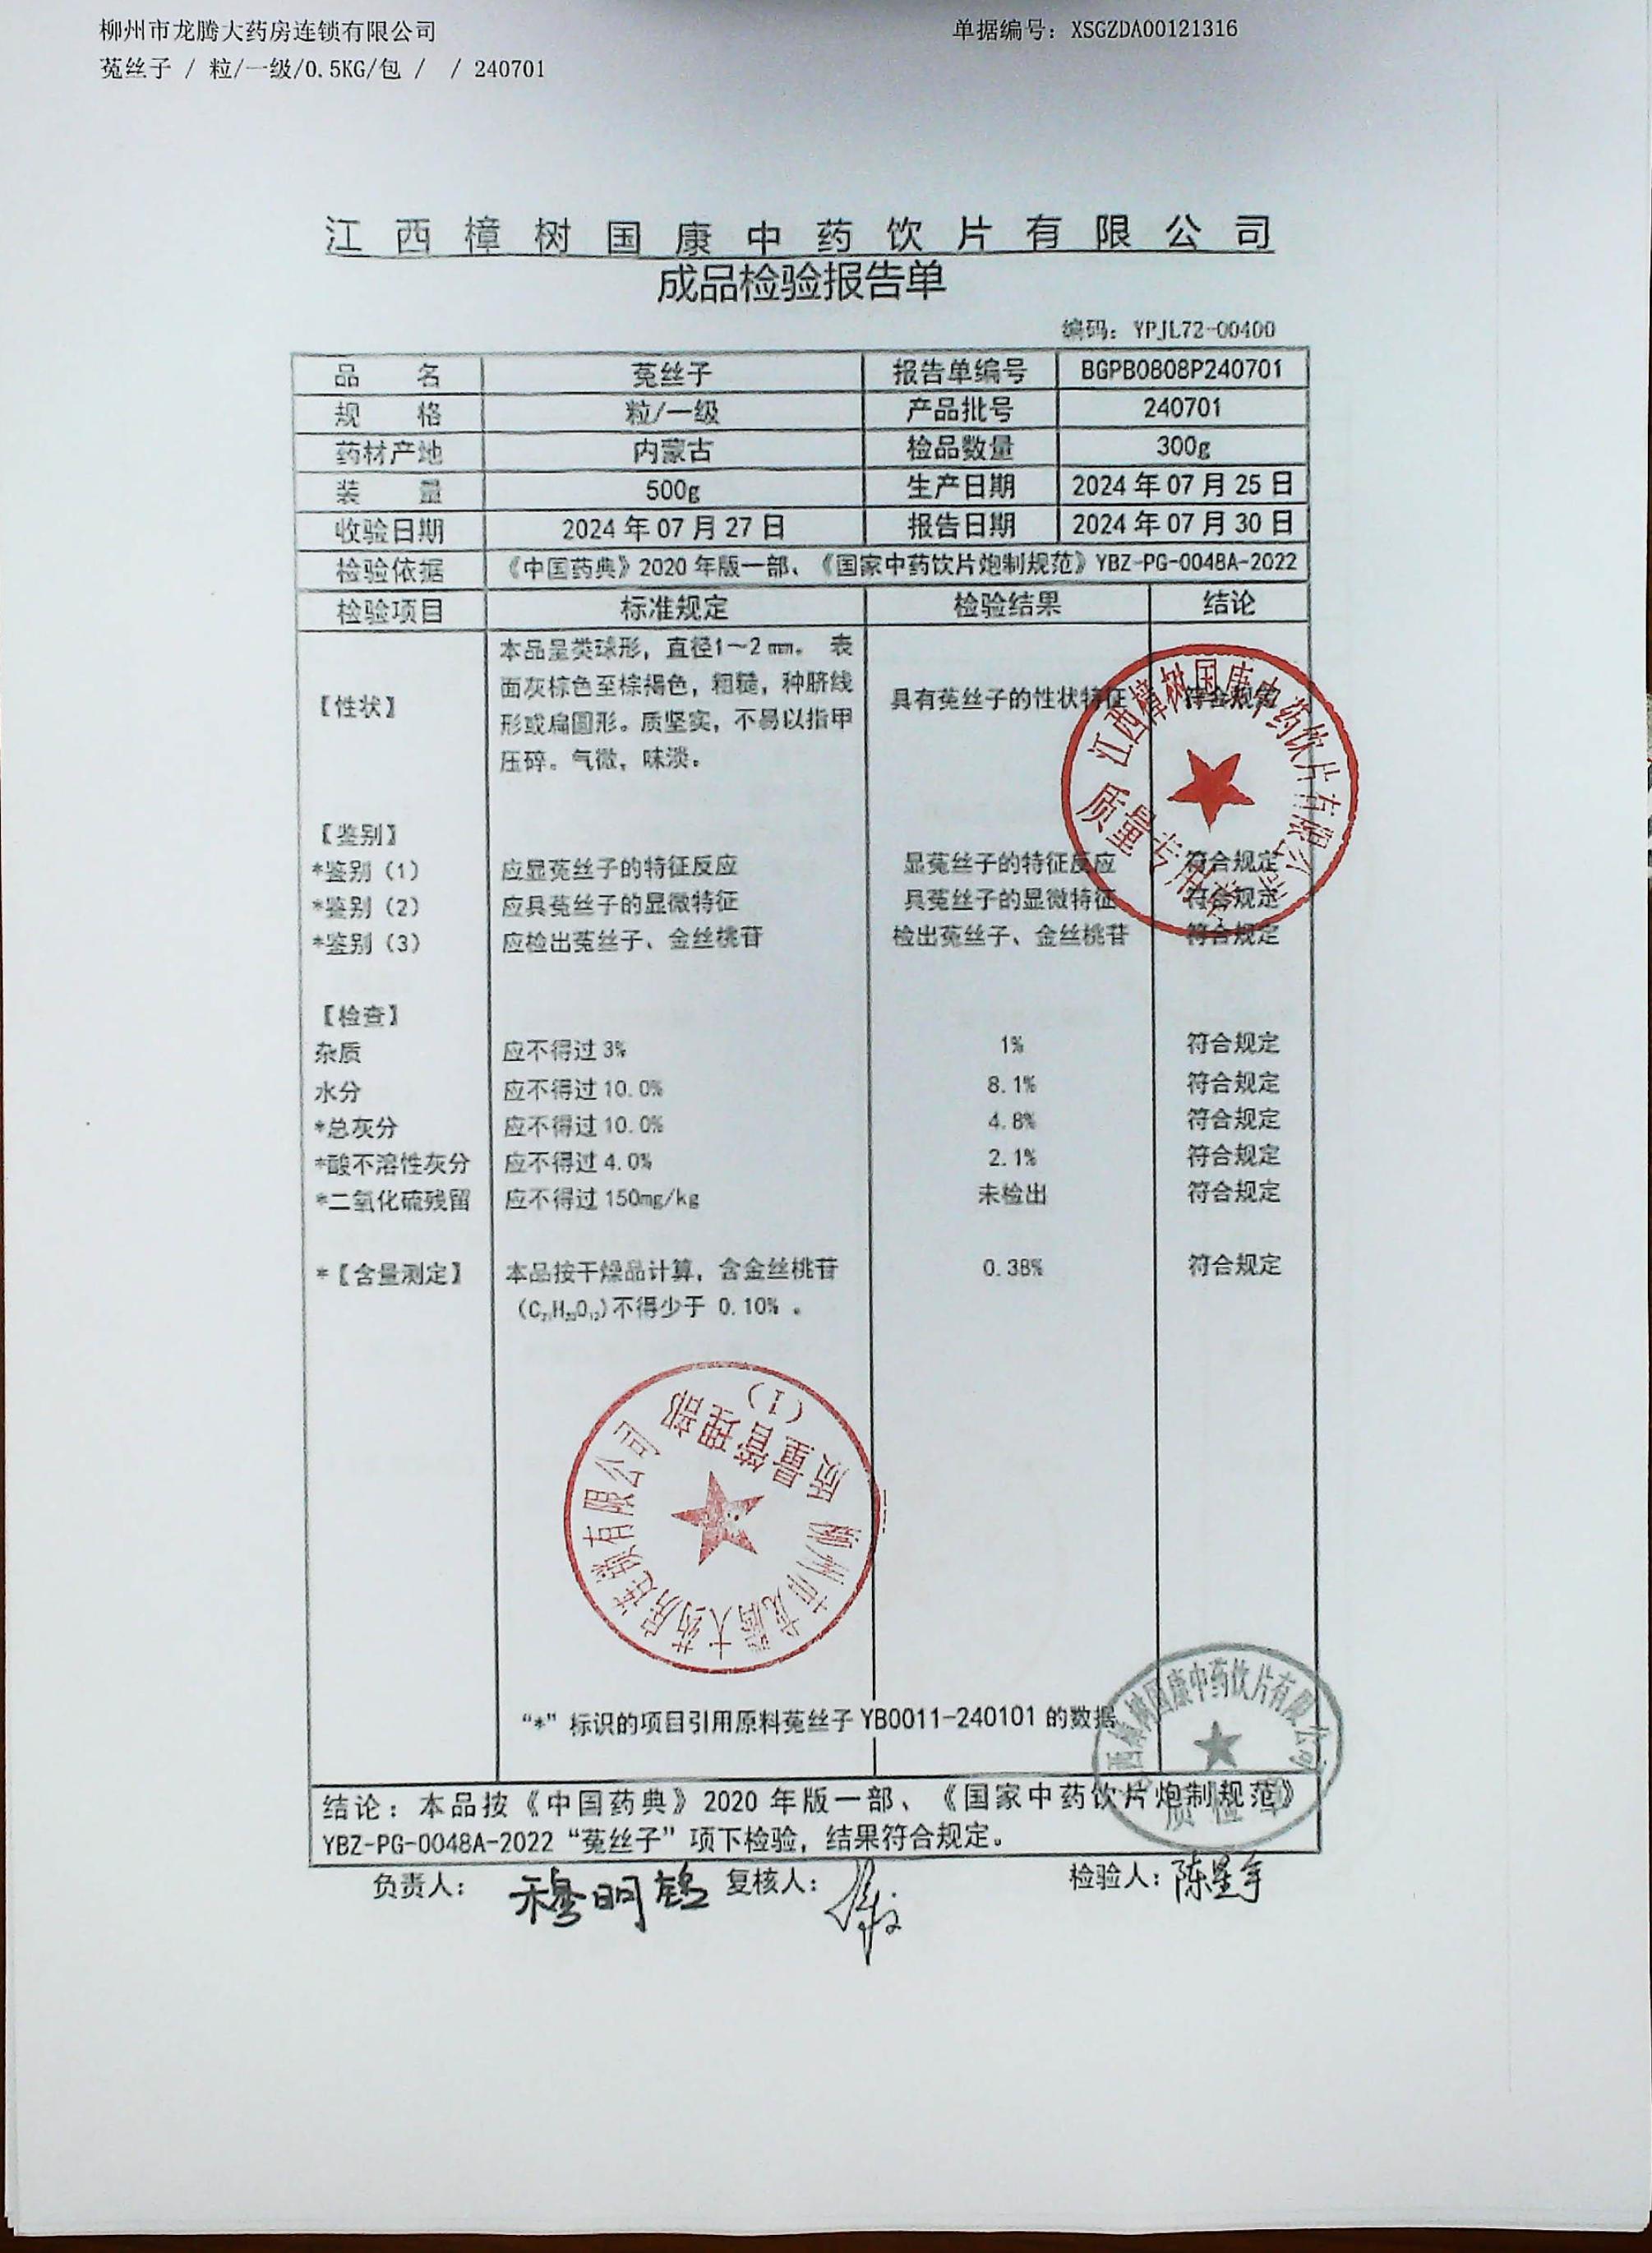 柳州市龙腾大药房连锁有限公司 单据编号：XSGZDA00121316
菟丝子 / 粒/一级/0.5KG/包 / / 240701
江西樟树国康中药饮片有限公司
成品检验报告单
编码：YPJL72-00400
品名 菟丝子 报告单编号 BGPB0808P240701
规格 粒/一级 产品批号 240701
药材产地 内蒙古 检品数量 300g
装量 500g 生产日期 2024年07月25日
收验日期 2024年07月27日 报告日期 2024年07月30日
检验依据 《中国药典》2020年版一部、《国家中药饮片炮制规范》YBZ-PG-0048A-2022
检验项目 标准规定 检验结果 结论
本品呈类球形，直径1～2mm。 表
面灰棕色至棕褐色，粗糙，种脐线
【性状】 具有菟丝子的性状特征 符合规定
形或扁圆形。质坚实，不易以指甲
压碎。气微，味淡。
【鉴别】
*鉴别（1） 应显菟丝子的特征反应 显菟丝子的特征反应 符合规定
*鉴别（2） 应具菟丝子的显微特征 具菟丝子的显微特征 符合规定
*鉴别（3） 应检出菟丝子、金丝桃苷 检出菟丝子、金丝桃苷 符合规定
【检查】
杂质 应不得过3% 1% 符合规定
水分 应不得过10.0% 8.1% 符合规定
*总灰分 应不得过10.0% 4.8% 符合规定
*酸不溶性灰分 应不得过4.0% 2.1% 符合规定
*二氧化硫残留 应不得过150mg/kg 未检出 符合规定
*【含量测定】 本品按干燥品计算，含金丝桃苷 0.38% 符合规定
（C₂₁H₂₀O₁₂）不得少于 0.10% 。
江西樟树国康中药饮片有限公司
质量专用章
柳州市龙腾大药房连锁有限公司
质量管理部
（1）
“*”标识的项目引用原料菟丝子YB0011-240101的数据
西樟树国康中药饮片有限公司
质检
结论：本品按《中国药典》2020年版一部、《国家中药饮片炮制规范》
YBZ-PG-0048A-2022“菟丝子”项下检验，结果符合规定。
负责人： 穆明 复核人： 检验人：陈星宇